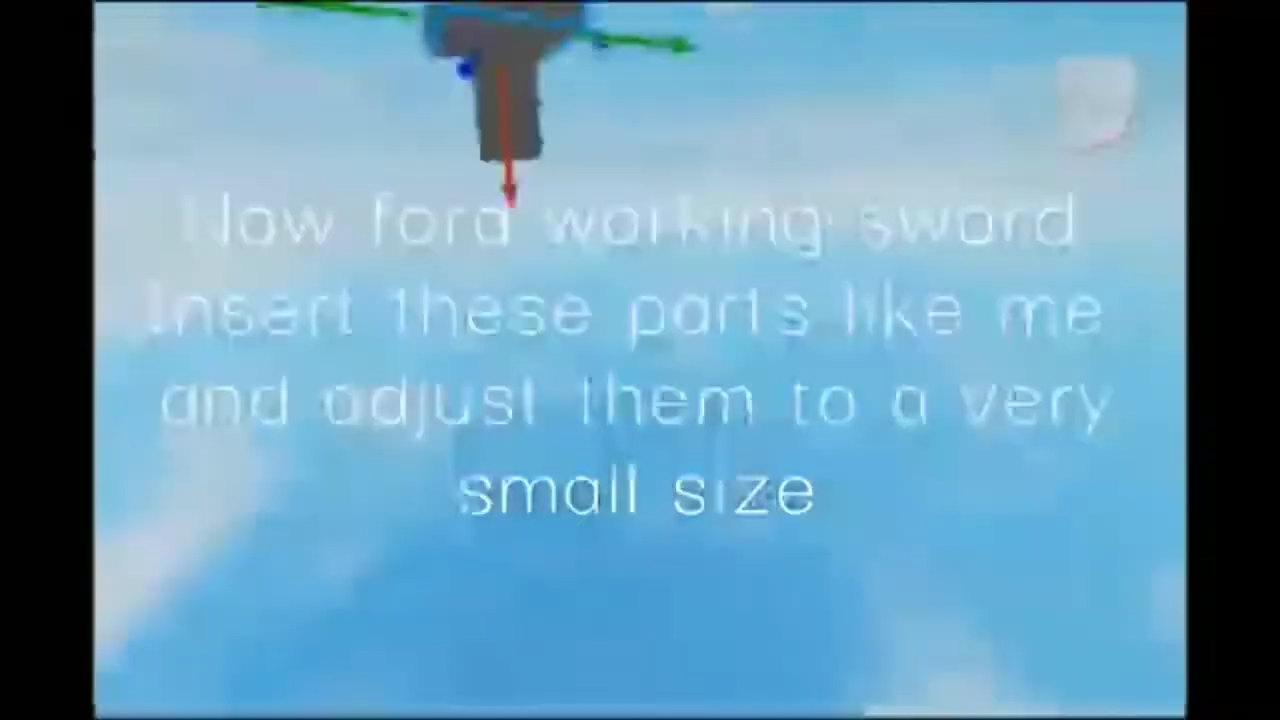 Now ford working sword
Insert these parts like me
and adjust them to a very
small size